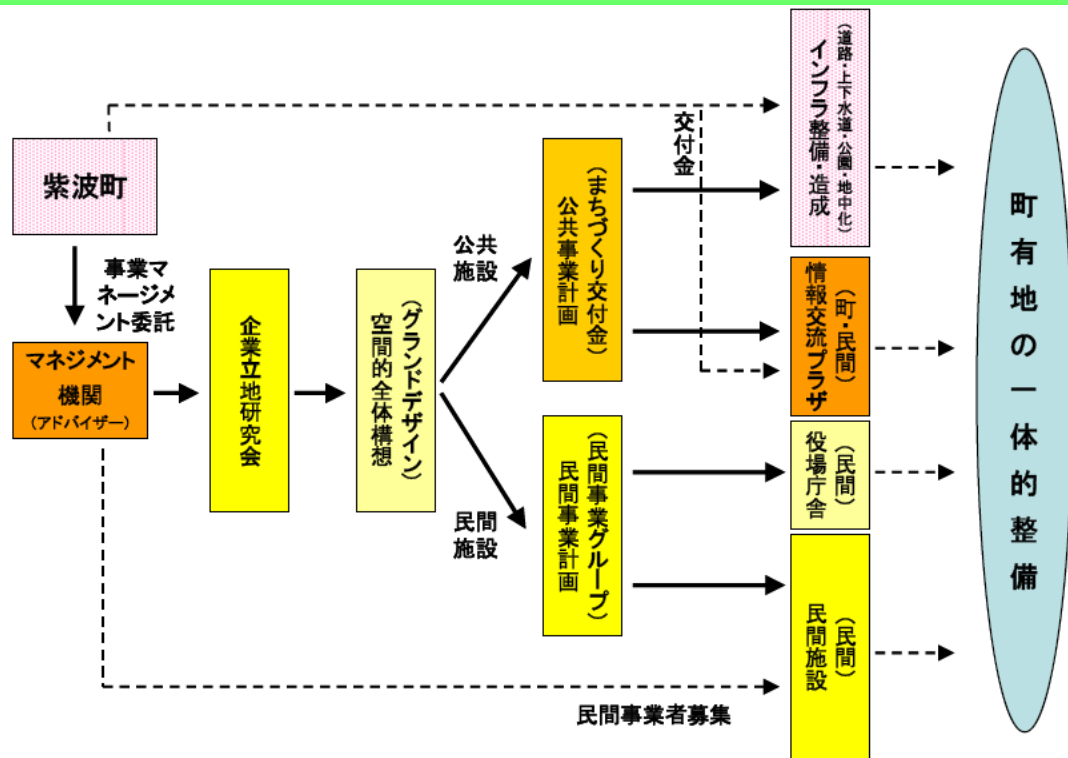 紫波町
事業マ
ネージメ
ント委託
マネジメント
機関
(アドバイザー)
企業立地研究会
空間的全体構想
(グランドデザイン)
公共
施設
民間
施設
公共事業計画
(まちづくり交付金)
民間事業計画
(民間事業グループ)
交付金
インフラ整備・造成
(道路・上下水道・公園・地中化)
情報交流プラザ
(町・民間)
役場庁舎
(民間)
民間施設
(民間)
民間事業者募集
町有地の一体的整備